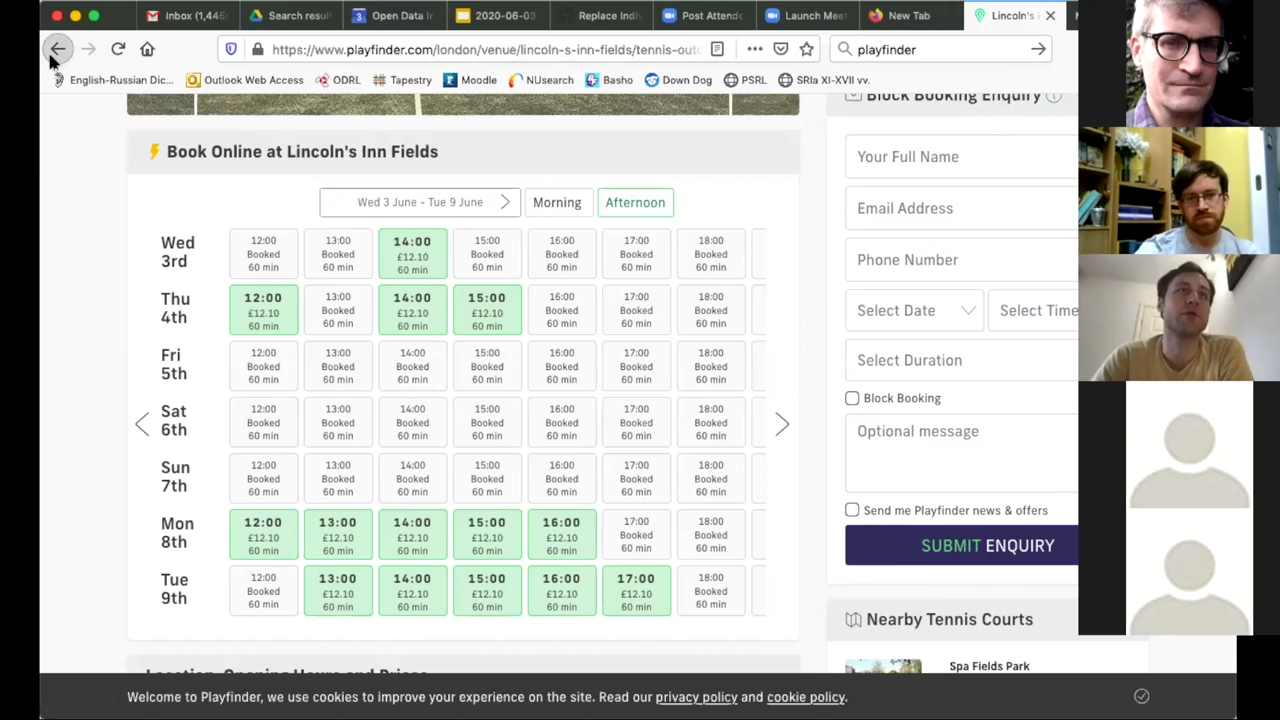 Inbox (1,445
Search resul
Open Data I
2020-06-03
Replace Indi
Post Attend
Launch Mee
New Tab
Lincoln's
https://www.playfinder.com/london/venue/lincoln-s-inn-fields/tennis-out
playfinder
English-Russian Dic...
Outlook Web Access
ODRL
Tapestry
Moodle
NUsearch
Basho
Down Dog
PSRL
SRIa XI-XVII vv.
Block Booking Enquiry
Book Online at Lincoln's Inn Fields
Wed 3 June - Tue 9 June
Morning
Afternoon
Wed 3rd
12:00 Booked 60 min
13:00 Booked 60 min
14:00 £12.10 60 min
15:00 Booked 60 min
16:00 Booked 60 min
17:00 Booked 60 min
18:00 Booked 60 min
Thu 4th
12:00 £12.10 60 min
13:00 Booked 60 min
14:00 £12.10 60 min
15:00 £12.10 60 min
16:00 Booked 60 min
17:00 Booked 60 min
18:00 Booked 60 min
Fri 5th
12:00 Booked 60 min
13:00 Booked 60 min
14:00 Booked 60 min
15:00 Booked 60 min
16:00 Booked 60 min
17:00 Booked 60 min
18:00 Booked 60 min
Sat 6th
12:00 Booked 60 min
13:00 Booked 60 min
14:00 Booked 60 min
15:00 Booked 60 min
16:00 Booked 60 min
17:00 Booked 60 min
18:00 Booked 60 min
Sun 7th
12:00 Booked 60 min
13:00 Booked 60 min
14:00 Booked 60 min
15:00 Booked 60 min
16:00 Booked 60 min
17:00 Booked 60 min
18:00 Booked 60 min
Mon 8th
12:00 £12.10 60 min
13:00 £12.10 60 min
14:00 £12.10 60 min
15:00 £12.10 60 min
16:00 £12.10 60 min
17:00 Booked 60 min
18:00 Booked 60 min
Tue 9th
12:00 Booked 60 min
13:00 £12.10 60 min
14:00 £12.10 60 min
15:00 £12.10 60 min
16:00 £12.10 60 min
17:00 £12.10 60 min
18:00 Booked 60 min
Location, Opening Hours and Prices
Your Full Name
Email Address
Phone Number
Select Date
Select Time
Select Duration
Block Booking
Optional message
Send me Playfinder news & offers
SUBMIT ENQUIRY
Nearby Tennis Courts
Spa Fields Park
Welcome to Playfinder, we use cookies to improve your experience on the site. Read our privacy policy and cookie policy.